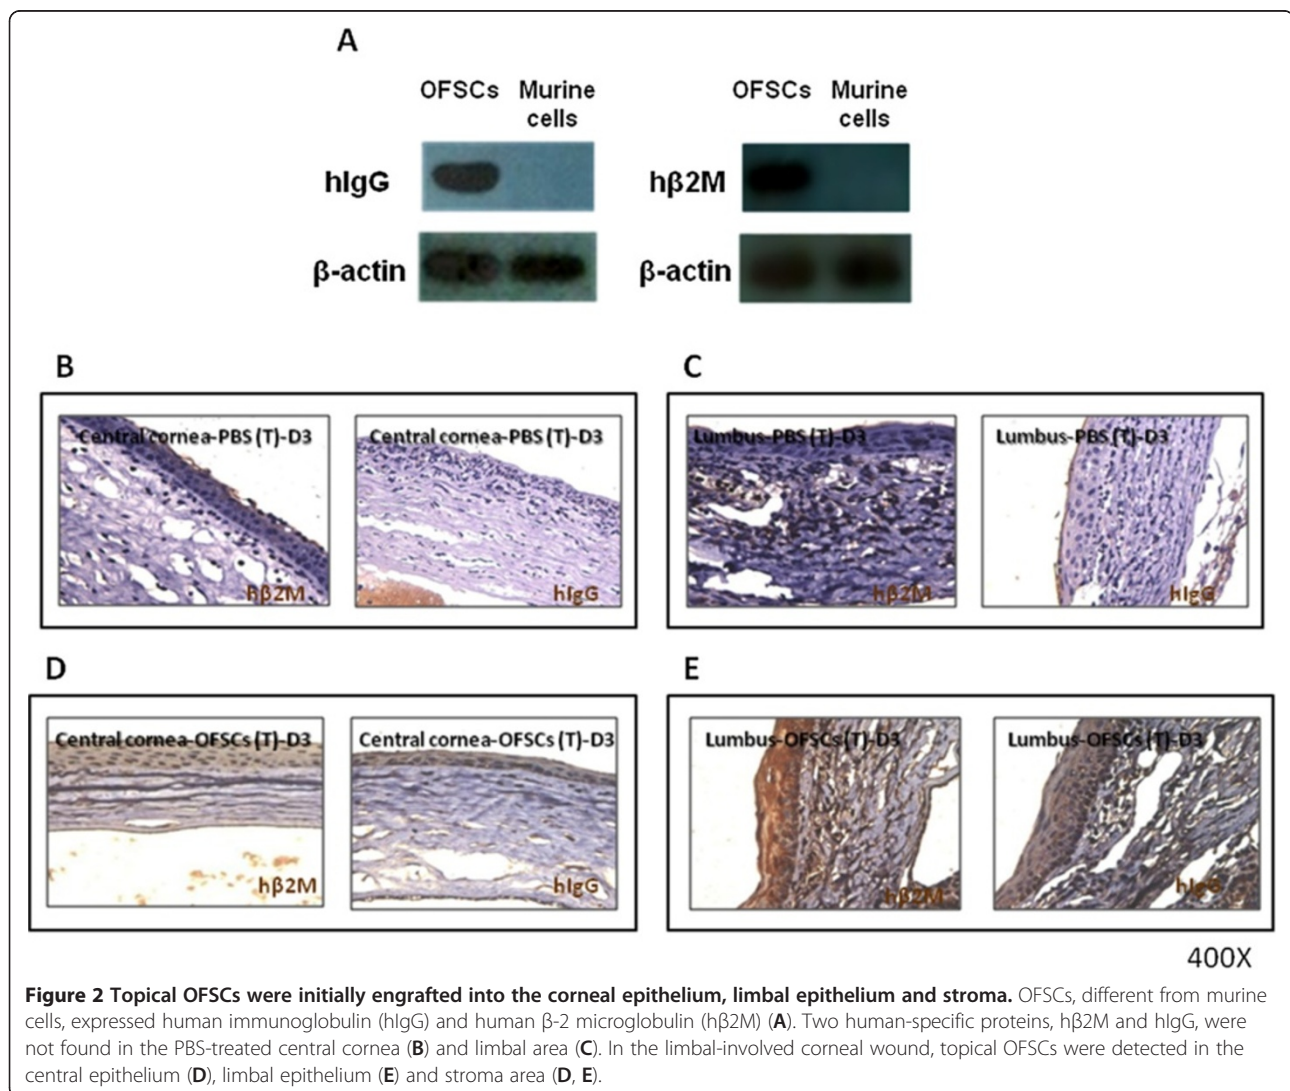 A
OFSCs Murine cells
hIgG
β-actin
OFSCs Murine cells
hβ2M
β-actin
B
Central cornea-PBS (T)-D3
hβ2M
Central cornea-PBS (T)-D3
hIgG
C
Lumbus-PBS (T)-D3
hβ2M
Lumbus-PBS (T)-D3
hIgG
D
Central cornea-OFSCs (T)-D3
hβ2M
Central cornea-OFSCs (T)-D3
hIgG
E
Lumbus-OFSCs (T)-D3
hβ2M
Lumbus-OFSCs (T)-D3
hIgG
400X
Figure 2 Topical OFSCs were initially engrafted into the corneal epithelium, limbal epithelium and stroma. OFSCs, different from murine
cells, expressed human immunoglobulin (hIgG) and human β-2 microglobulin (hβ2M) (A). Two human-specific proteins, hβ2M and hIgG, were
not found in the PBS-treated central cornea (B) and limbal area (C). In the limbal-involved corneal wound, topical OFSCs were detected in the
central epithelium (D), limbal epithelium (E) and stroma area (D, E).